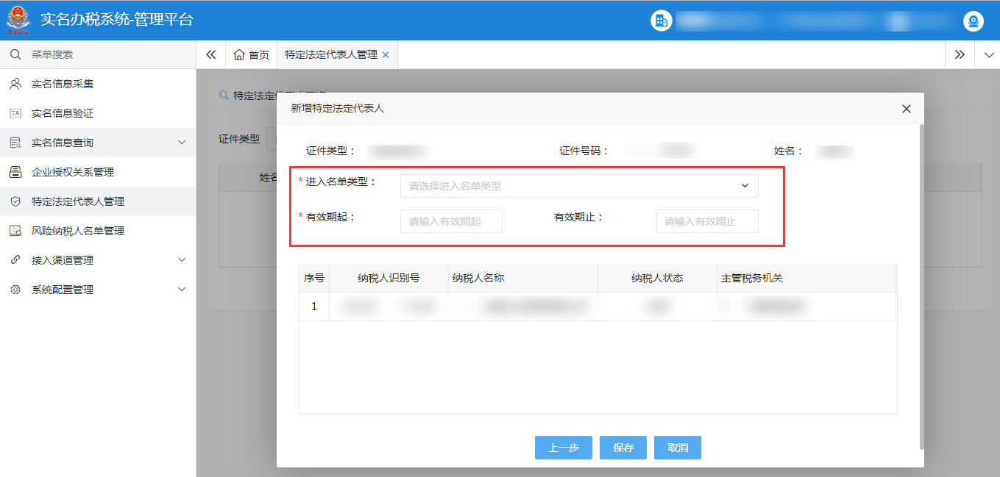 实名办税系统-管理平台
菜单搜索
首页
特定法定代表人管理
实名信息采集
实名信息验证
实名信息查询
企业授权关系管理
特定法定代表人管理
风险纳税人名单管理
接入渠道管理
系统配置管理
特定法定代表人查询
证件类型
姓名
新增特定法定代表人
证件类型： 证件号码： 姓名：
* 进入名单类型： 请选择进入名单类型
* 有效期起： 请输入有效期起 有效期止： 请输入有效期止
序号 纳税人识别号 纳税人名称 纳税人状态 主管税务机关
1
上一步 保存 取消